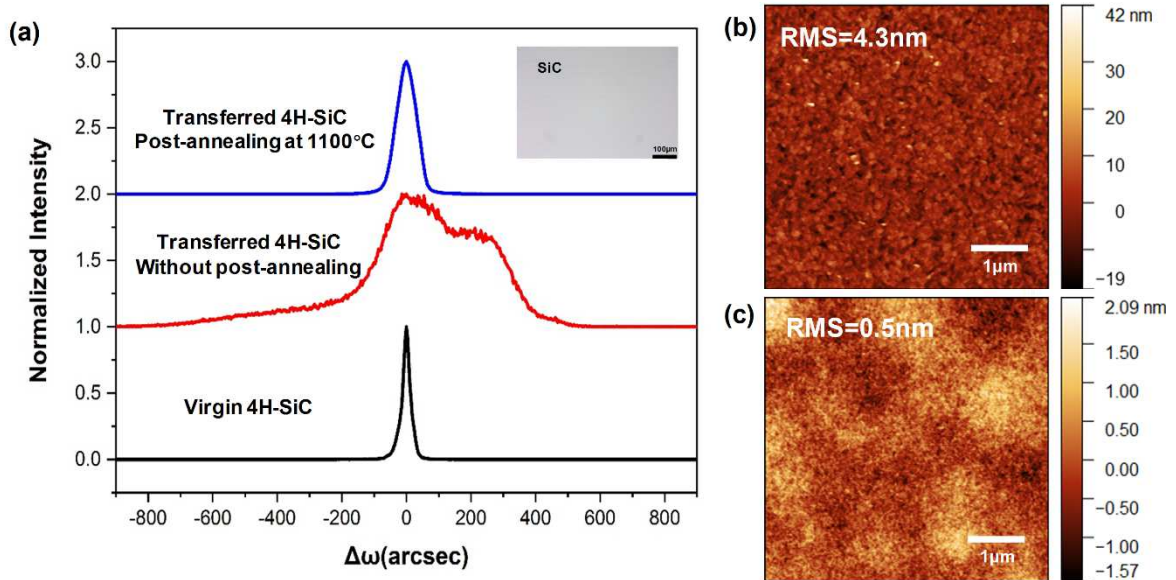 (a)
Normalized Intensity
3.0
2.5
2.0
1.5
1.0
0.5
0.0
Transferred 4H-SiC
Post-annealing at 1100°C
Transferred 4H-SiC
Without post-annealing
Virgin 4H-SiC
SiC
100μm
-800 -600 -400 -200 0 200 400 600 800
Δω(arcsec)
(b)
RMS=4.3nm
1μm
42 nm
30
20
10
0
−19
(c)
RMS=0.5nm
1μm
2.09 nm
1.50
1.00
0.50
0.00
−0.50
−1.00
−1.57